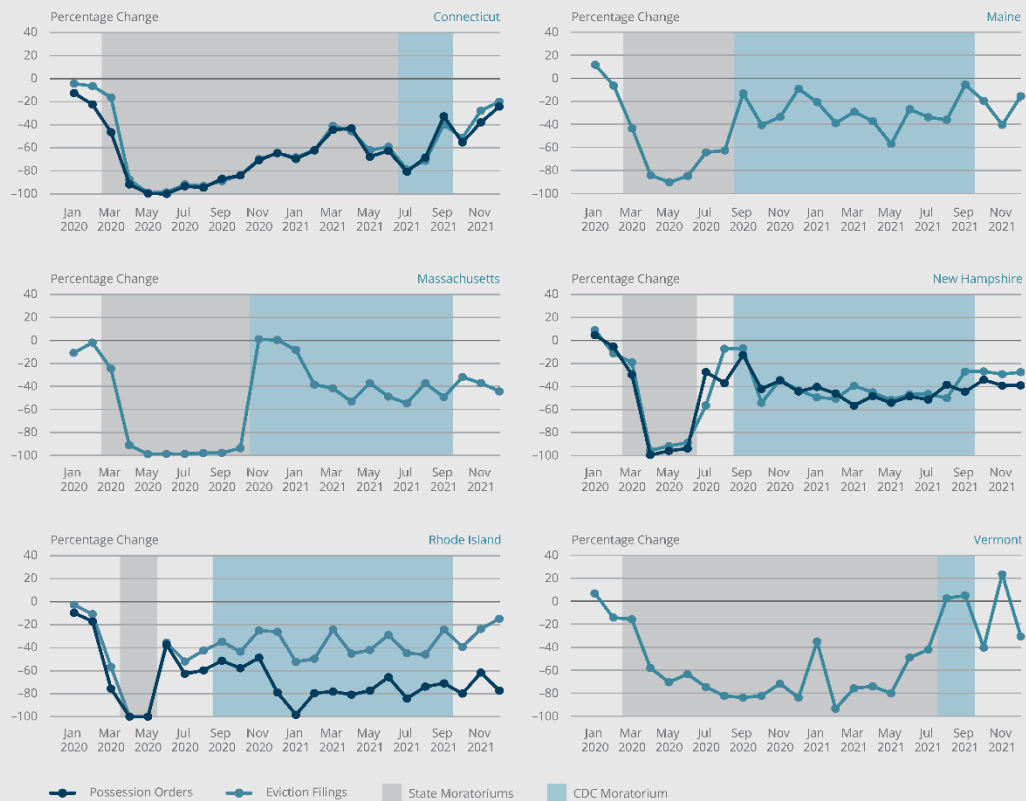 Percentage Change Connecticut
40
20
0
−20
−40
−60
−80
−100
Jan Mar May Jul Sep Nov Jan Mar May Jul Sep Nov
2020 2020 2020 2020 2020 2020 2021 2021 2021 2021 2021 2021
Percentage Change Maine
40
20
0
−20
−40
−60
−80
−100
Jan Mar May Jul Sep Nov Jan Mar May Jul Sep Nov
2020 2020 2020 2020 2020 2020 2021 2021 2021 2021 2021 2021
Percentage Change Massachusetts
40
20
0
−20
−40
−60
−80
−100
Jan Mar May Jul Sep Nov Jan Mar May Jul Sep Nov
2020 2020 2020 2020 2020 2020 2021 2021 2021 2021 2021 2021
Percentage Change New Hampshire
40
20
0
−20
−40
−60
−80
−100
Jan Mar May Jul Sep Nov Jan Mar May Jul Sep Nov
2020 2020 2020 2020 2020 2020 2021 2021 2021 2021 2021 2021
Percentage Change Rhode Island
40
20
0
−20
−40
−60
−80
−100
Jan Mar May Jul Sep Nov Jan Mar May Jul Sep Nov
2020 2020 2020 2020 2020 2020 2021 2021 2021 2021 2021 2021
Percentage Change Vermont
40
20
0
−20
−40
−60
−80
−100
Jan Mar May Jul Sep Nov Jan Mar May Jul Sep Nov
2020 2020 2020 2020 2020 2020 2021 2021 2021 2021 2021 2021
Possession Orders Eviction Filings State Moratoriums CDC Moratorium